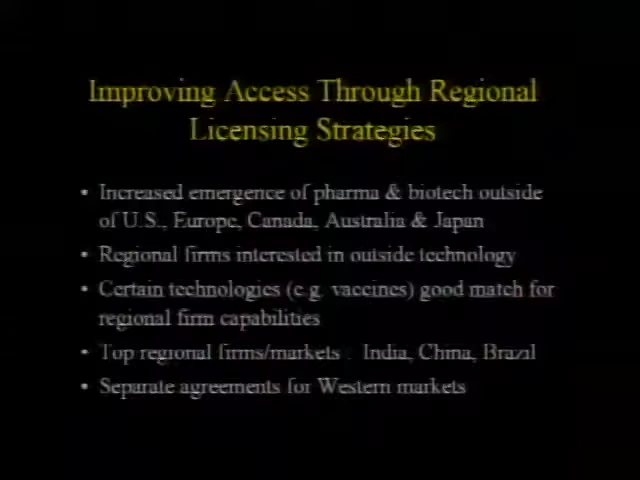 Improving Access Through Regional
Licensing Strategies
• Increased emergence of pharma & biotech outside
of U.S., Europe, Canada, Australia & Japan
• Regional firms interested in outside technology
• Certain technologies (e.g. vaccines) good match for
regional firm capabilities
• Top regional firms/markets : India, China, Brazil
• Separate agreements for Western markets